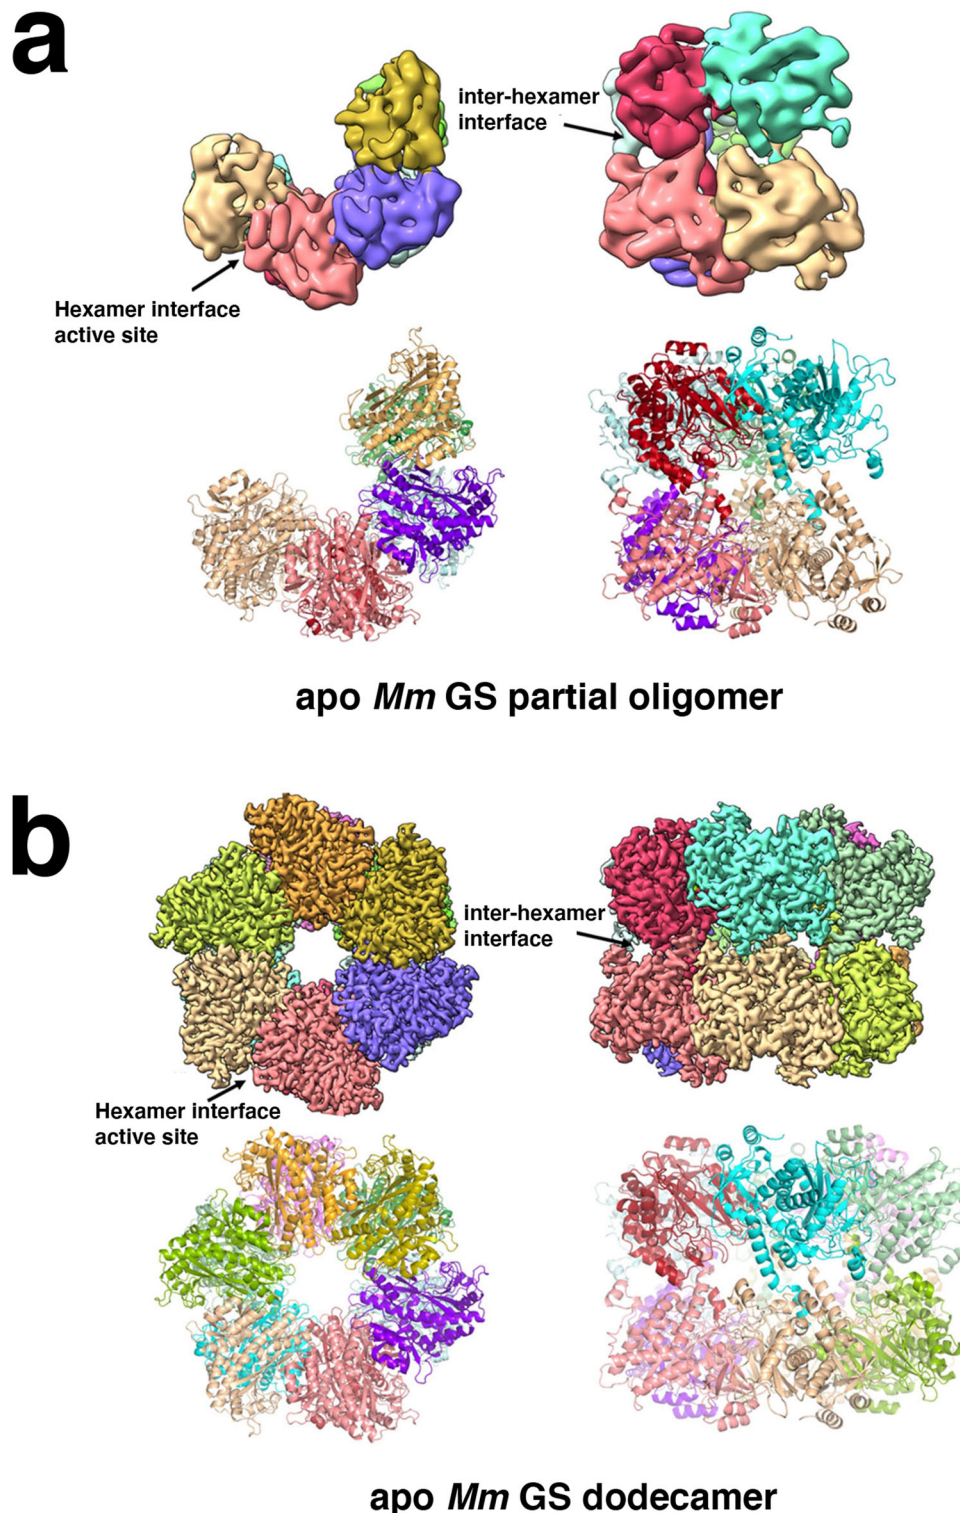 a
inter-hexamer
interface
Hexamer interface
active site
apo Mm GS partial oligomer
b
inter-hexamer
interface
Hexamer interface
active site
apo Mm GS dodecamer